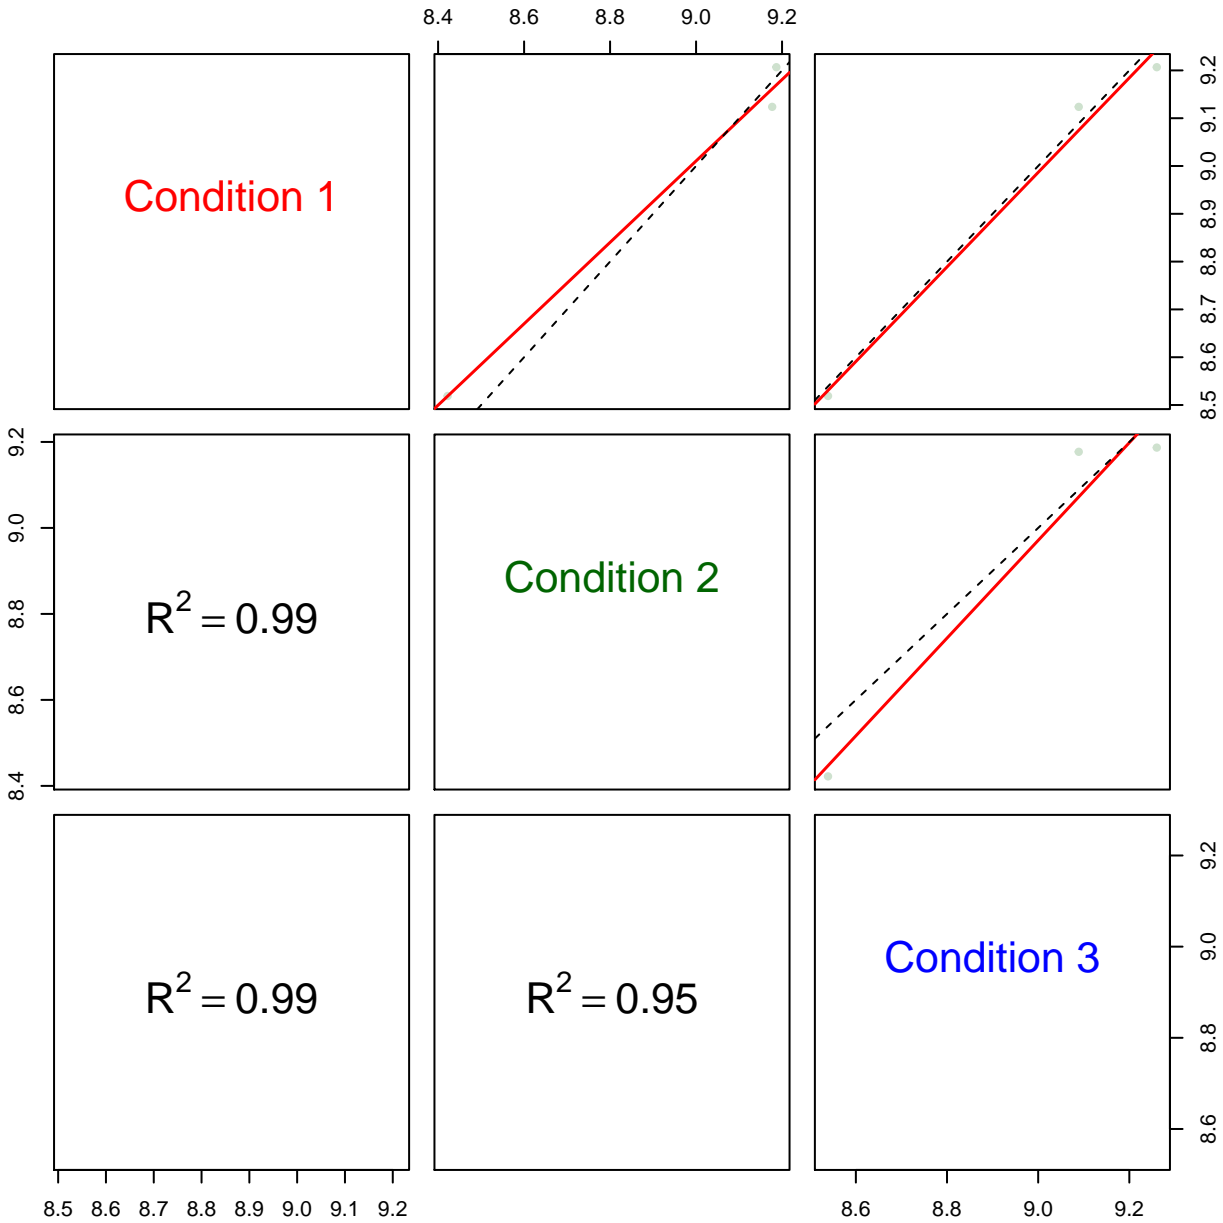 8.4 8.6 8.8 9.0 9.2
Condition 1
8.5 8.6 8.7 8.8 8.9 9.0 9.1 9.2
8.4 8.6 8.8 9.0 9.2
R² = 0.99
Condition 2
R² = 0.99
R² = 0.95
Condition 3
8.6 8.8 9.0 9.2
8.5 8.6 8.7 8.8 8.9 9.0 9.1 9.2
8.6 8.8 9.0 9.2